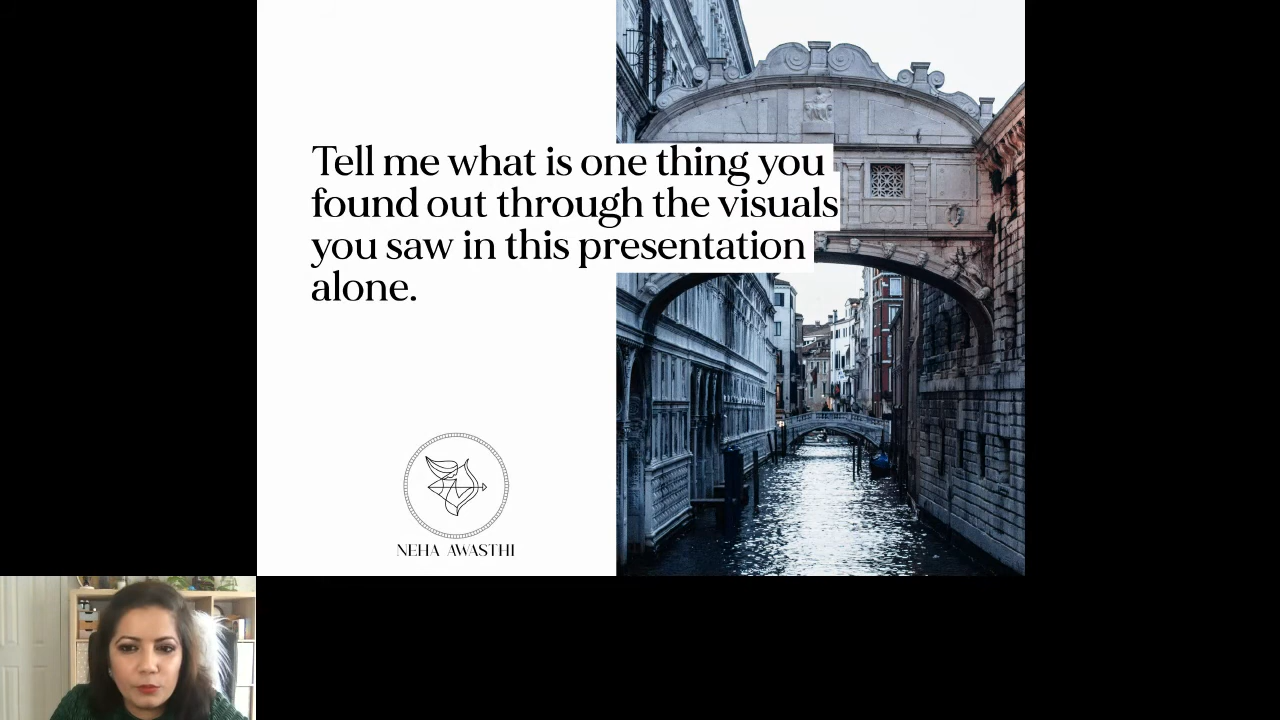 Tell me what is one thing you
found out through the visuals
you saw in this presentation
alone.
NEHA AWASTHI